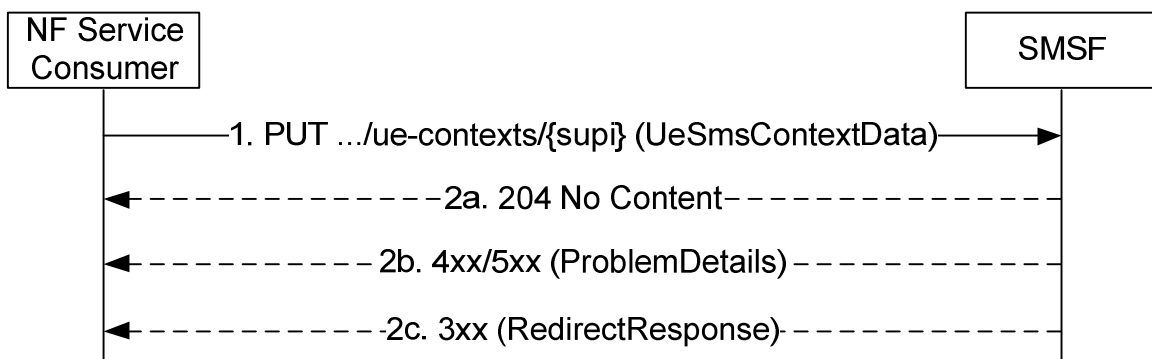 NF Service
Consumer
SMSF
1. PUT .../ue-contexts/{supi} (UeSmsContextData)
2a. 204 No Content
2b. 4xx/5xx (ProblemDetails)
2c. 3xx (RedirectResponse)